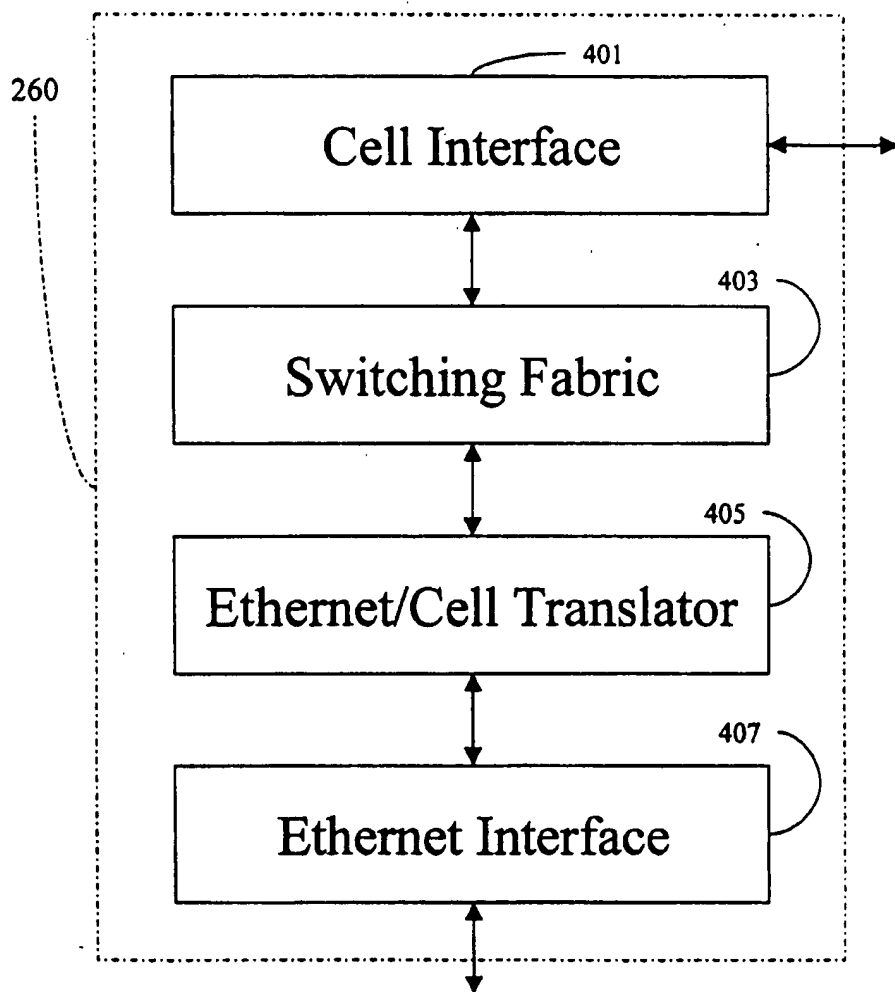 401
260
Cell Interface
403
Switching Fabric
405
Ethernet/Cell Translator
407
Ethernet Interface